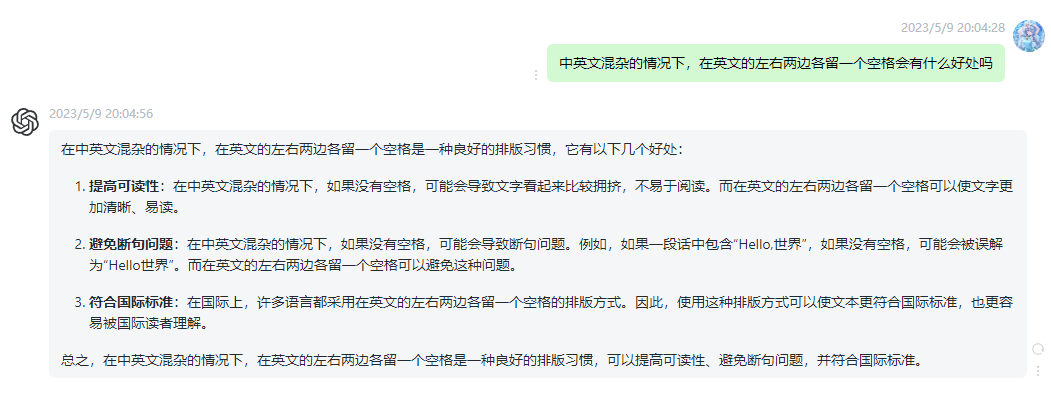 2023/5/9 20:04:28
中英文混杂的情况下，在英文的左右两边各留一个空格会有什么好处吗
2023/5/9 20:04:56
在中英文混杂的情况下，在英文的左右两边各留一个空格是一种良好的排版习惯，它有以下几个好处：
1. 提高可读性：在中英文混杂的情况下，如果没有空格，可能会导致文字看起来比较拥挤，不易于阅读。而在英文的左右两边各留一个空格可以使文字更
加清晰、易读。
2. 避免断句问题：在中英文混杂的情况下，如果没有空格，可能会导致断句问题。例如，如果一段话中包含“Hello,世界”，如果没有空格，可能会被误解
为“Hello世界”。而在英文的左右两边各留一个空格可以避免这种问题。
3. 符合国际标准：在国际上，许多语言都采用在英文的左右两边各留一个空格的排版方式。因此，使用这种排版方式可以使文本更符合国际标准，也更容
易被国际读者理解。
总之，在中英文混杂的情况下，在英文的左右两边各留一个空格是一种良好的排版习惯，可以提高可读性、避免断句问题，并符合国际标准。